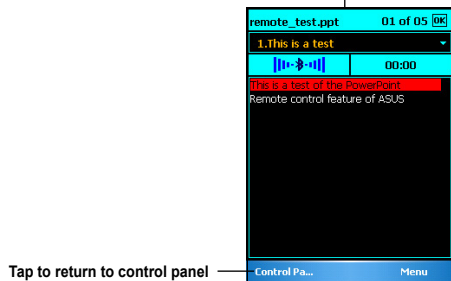 remote_test.ppt 01 of 05 OK
1.This is a test
00:00
This is a test of the PowerPoint
Remote control feature of ASUS
Tap to return to control panel Control Pa... Menu